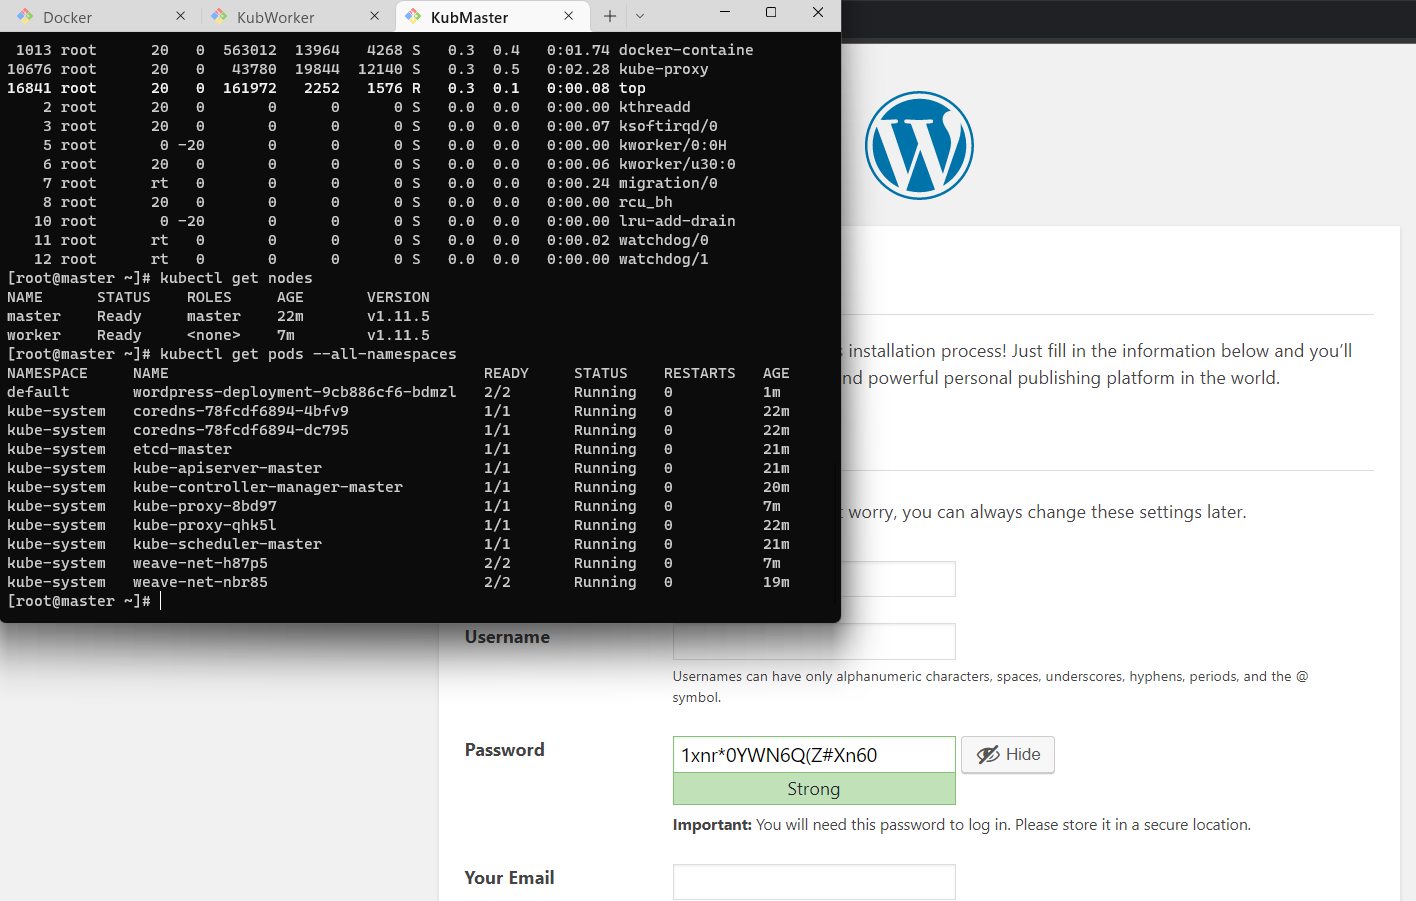 Docker
KubWorker
KubMaster
1013 root 20 0 563012 13964 4268 S 0.3 0.4 0:01.74 docker-containe
10676 root 20 0 43780 19844 12140 S 0.3 0.5 0:02.28 kube-proxy
16841 root 20 0 161972 2252 1576 R 0.3 0.1 0:00.08 top
2 root 20 0 0 0 0 S 0.0 0.0 0:00.00 kthreadd
3 root 20 0 0 0 0 S 0.0 0.0 0:00.07 ksoftirqd/0
5 root 0 -20 0 0 0 S 0.0 0.0 0:00.00 kworker/0:0H
6 root 20 0 0 0 0 S 0.0 0.0 0:00.06 kworker/u30:0
7 root rt 0 0 0 0 S 0.0 0.0 0:00.24 migration/0
8 root 20 0 0 0 0 S 0.0 0.0 0:00.00 rcu_bh
10 root 0 -20 0 0 0 S 0.0 0.0 0:00.00 lru-add-drain
11 root rt 0 0 0 0 S 0.0 0.0 0:00.02 watchdog/0
12 root rt 0 0 0 0 S 0.0 0.0 0:00.00 watchdog/1
[root@master ~]# kubectl get nodes
NAME STATUS ROLES AGE VERSION
master Ready master 22m v1.11.5
worker Ready <none> 7m v1.11.5
[root@master ~]# kubectl get pods --all-namespaces
NAMESPACE NAME READY STATUS RESTARTS AGE
default wordpress-deployment-9cb886cf6-bdmzl 2/2 Running 0 1m
kube-system coredns-78fcdf6894-4bfv9 1/1 Running 0 22m
kube-system coredns-78fcdf6894-dc795 1/1 Running 0 22m
kube-system etcd-master 1/1 Running 0 21m
kube-system kube-apiserver-master 1/1 Running 0 21m
kube-system kube-controller-manager-master 1/1 Running 0 20m
kube-system kube-proxy-8bd97 1/1 Running 0 7m
kube-system kube-proxy-qhk5l 1/1 Running 0 22m
kube-system kube-scheduler-master 1/1 Running 0 21m
kube-system weave-net-h87p5 2/2 Running 0 7m
kube-system weave-net-nbr85 2/2 Running 0 19m
[root@master ~]#
W
installation process! Just fill in the information below and you’ll
nd powerful personal publishing platform in the world.
worry, you can always change these settings later.
Username
Usernames can have only alphanumeric characters, spaces, underscores, hyphens, periods, and the @
symbol.
Password
1xnr*0YWN6Q(Z#Xn60
Hide
Strong
Important: You will need this password to log in. Please store it in a secure location.
Your Email